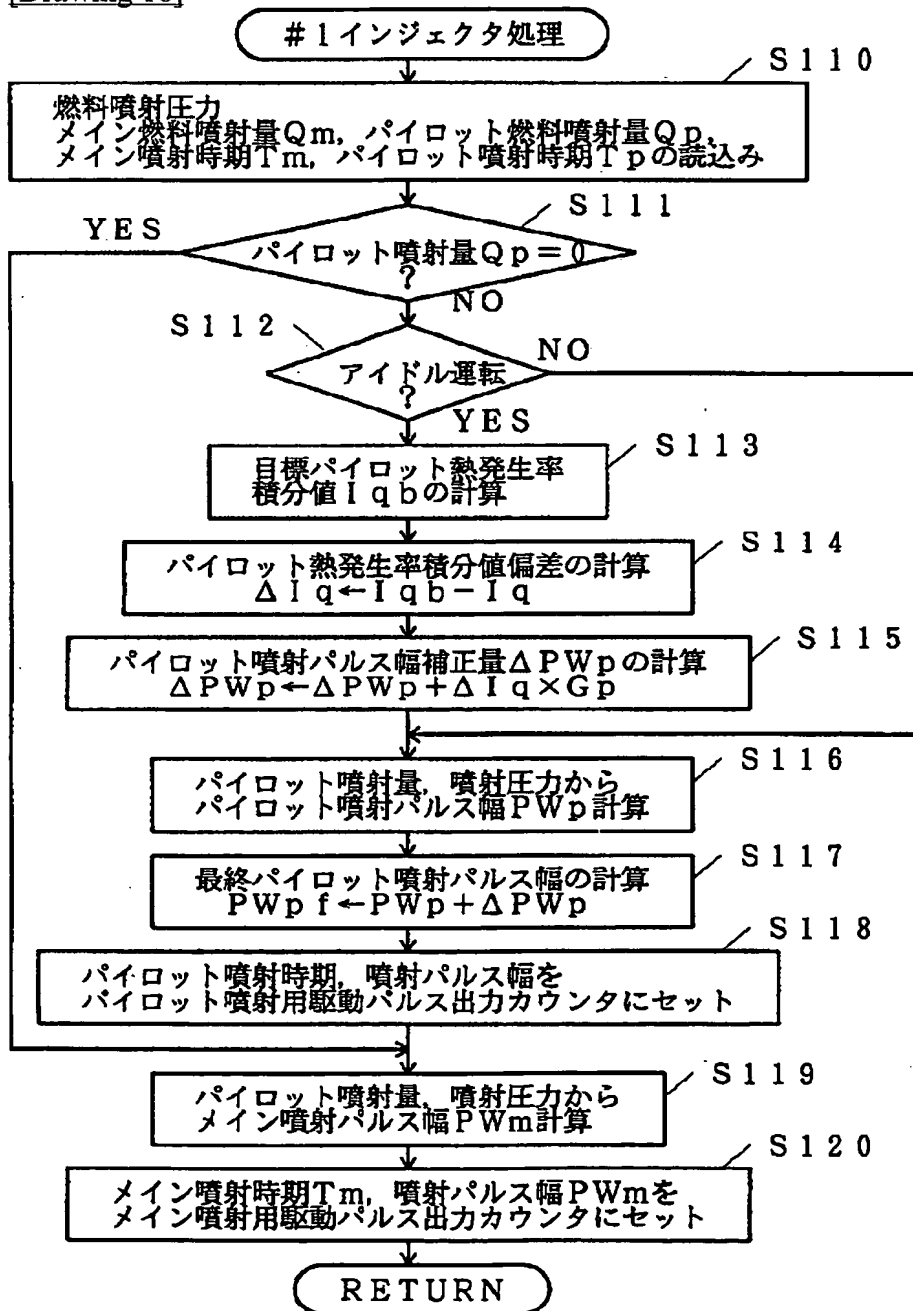 #1インジェクタ処理
S110
燃料噴射圧力
メイン燃料噴射量Qm,パイロット燃料噴射量Qp,
メイン噴射時期Tm,パイロット噴射時期Tpの読込み
S111
YES
パイロット噴射量Qp=0
?
NO
S112
NO
アイドル運転
?
YES
S113
目標パイロット熱発生率
積分値Iqbの計算
S114
パイロット熱発生率積分値偏差の計算
ΔIq←Iqb-Iq
S115
パイロット噴射パルス幅補正量ΔPWpの計算
ΔPWp←ΔPWp+ΔIq×Gp
S116
パイロット噴射量,噴射圧力から
パイロット噴射パルス幅PWp計算
S117
最終パイロット噴射パルス幅の計算
PWpf←PWp+ΔPWp
S118
パイロット噴射時期,噴射パルス幅を
パイロット噴射用駆動パルス出力カウンタにセット
S119
パイロット噴射量,噴射圧力から
メイン噴射パルス幅PWm計算
S120
メイン噴射時期Tm,噴射パルス幅PWmを
メイン噴射用駆動パルス出力カウンタにセット
RETURN